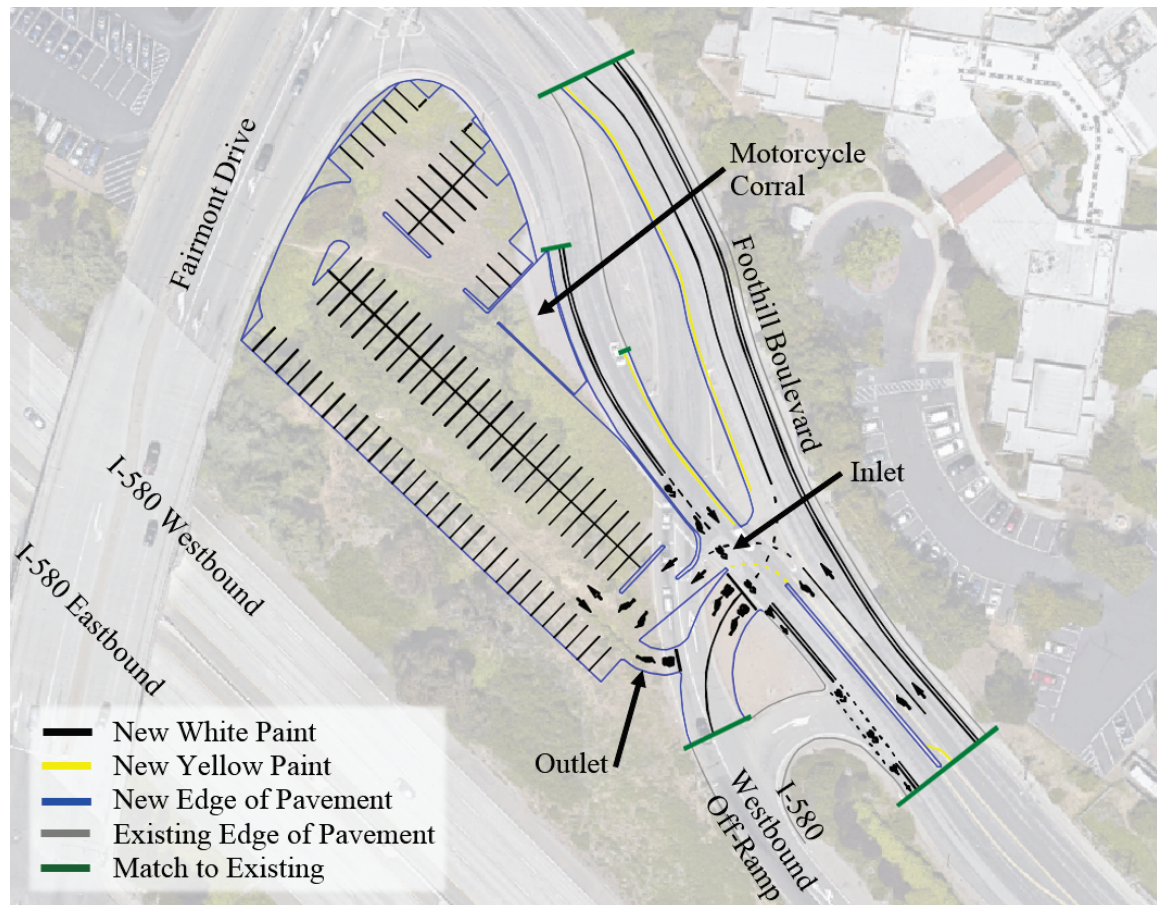 Motorcycle
Corral
Fairmont Drive
Foothill Boulevard
Inlet
I-580 Westbound
I-580 Eastbound
Outlet
I-580
Westbound
Off-Ramp
New White Paint
New Yellow Paint
New Edge of Pavement
Existing Edge of Pavement
Match to Existing